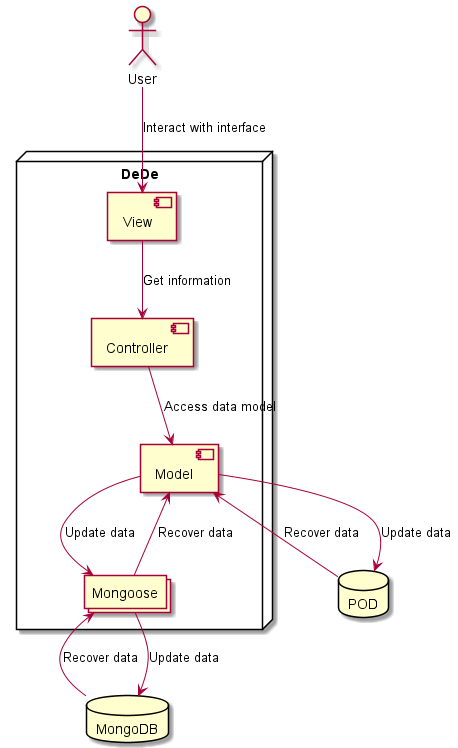 User
Interact with interface
DeDe
View
Get information
Controller
Access data model
Model
Update data
Recover data
Recover data
Update data
Mongoose
POD
Recover data
Update data
MongoDB